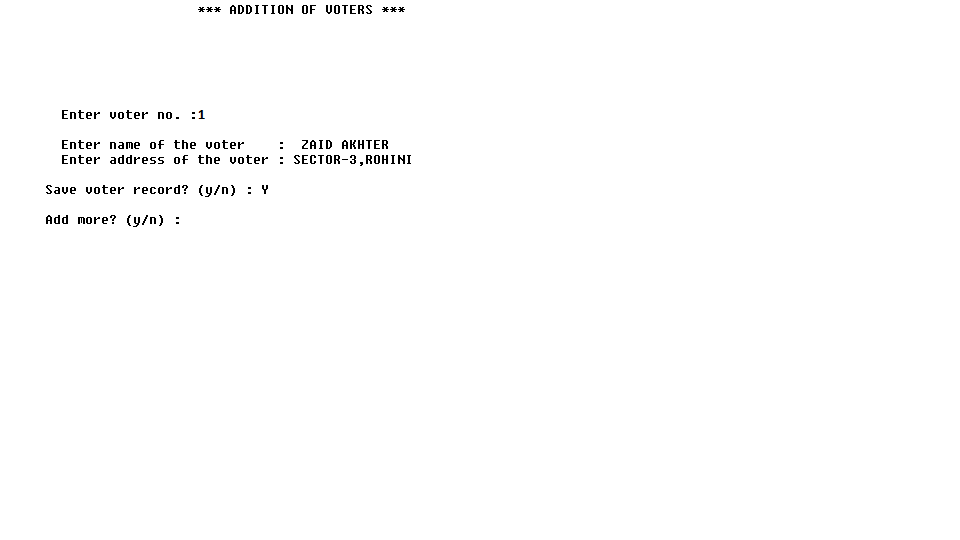 *** ADDITION OF VOTERS ***
Enter voter no. :1
Enter name of the voter    :  ZAID AKHTER
Enter address of the voter : SECTOR-3,ROHINI
Save voter record? (y/n) : Y
Add more? (y/n) :